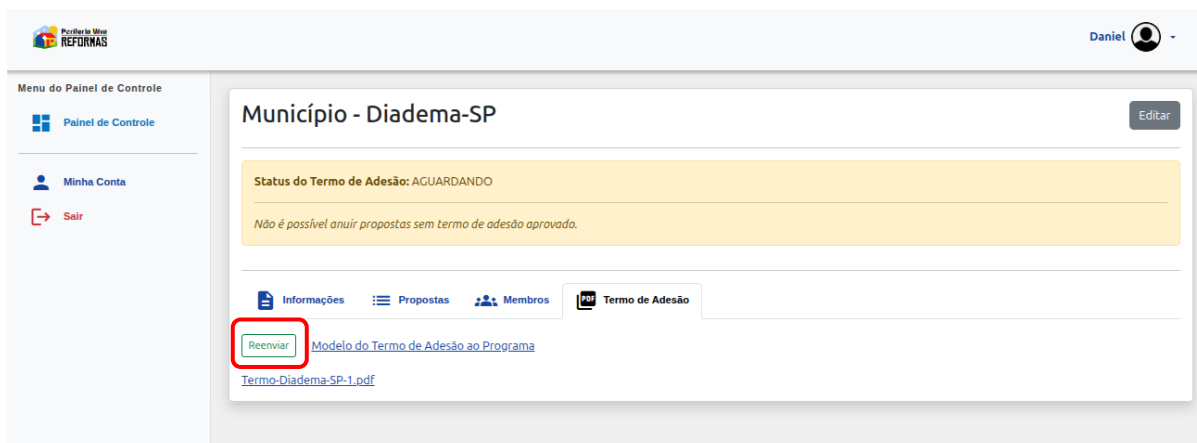 Periferia Viva
REFORMAS
Daniel
Menu do Painel de Controle
Painel de Controle
Minha Conta
Sair
Município - Diadema-SP
Editar
Status do Termo de Adesão: AGUARDANDO
Não é possível anuir propostas sem termo de adesão aprovado.
Informações
Propostas
Membros
PDF
Termo de Adesão
Reenviar
Modelo do Termo de Adesão ao Programa
Termo-Diadema-SP-1.pdf